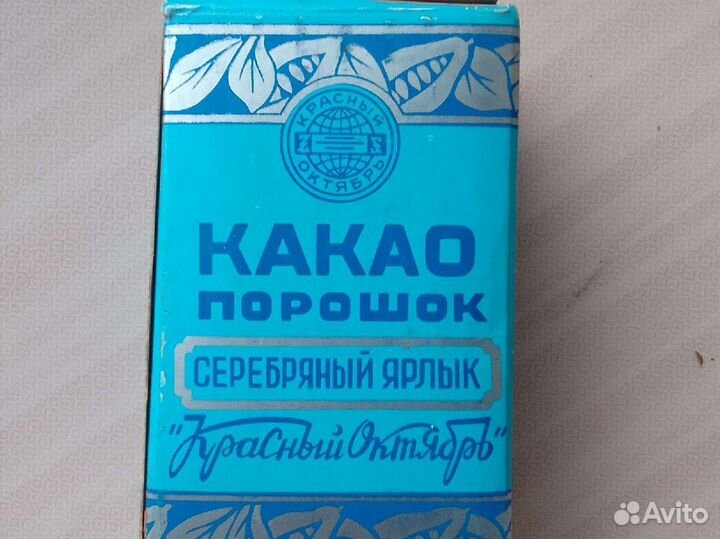 КРАСНЫЙ
ОКТЯБРЬ
КАКАО
ПОРОШОК
СЕРЕБРЯНЫЙ ЯРЛЫК
"Красный Октябрь"
Avito